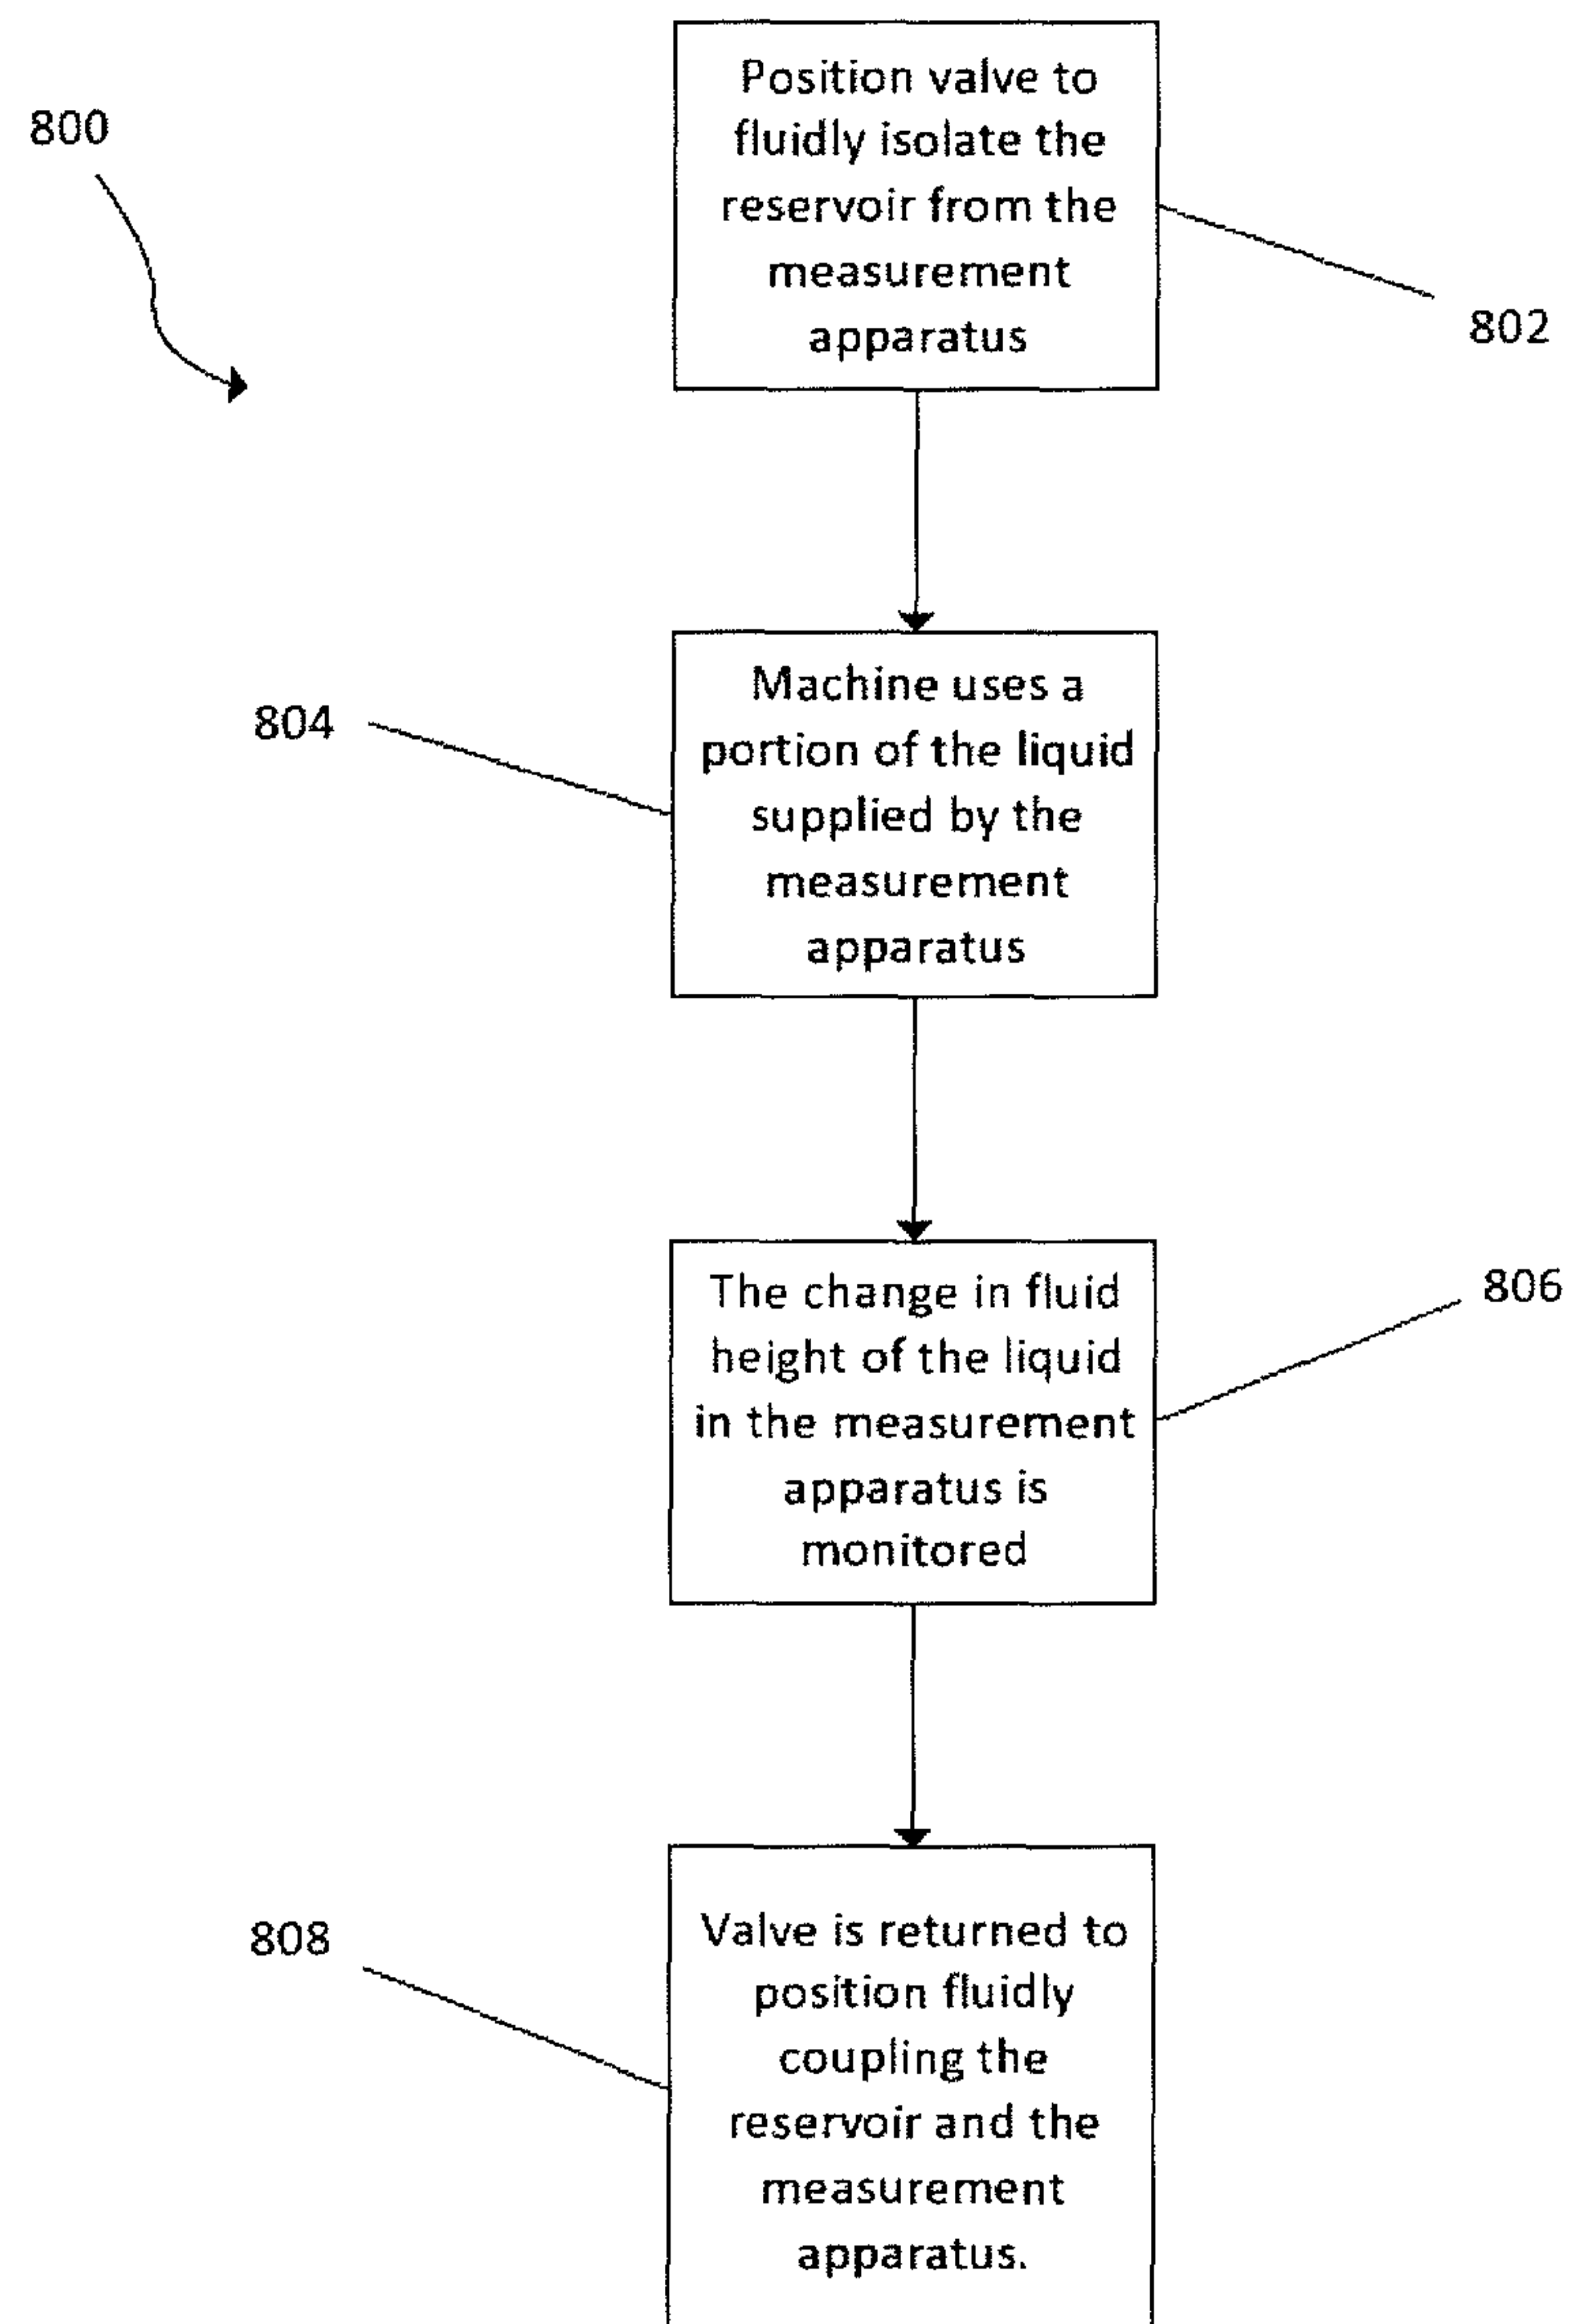 800
Position valve to
fluidly isolate the
reservoir from the
measurement
apparatus
802
804
Machine uses a
portion of the liquid
supplied by the
measurement
apparatus
The change in fluid
height of the liquid
in the measurement
apparatus is
monitored
806
808
Valve is returned to
position fluidly
coupling the
reservoir and the
measurement
apparatus.